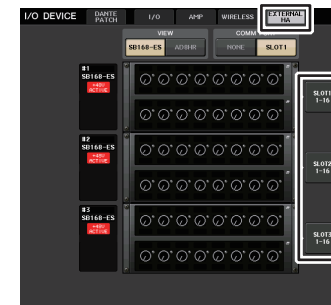 I/O DEVICE
DANTE PATCH
I/O
AMP
WIRELESS
EXTERNAL HA
VIEW
SB168-ES
AD8HR
COMM PORT
NONE
SLOT1
#1
SB168-ES
+48V
ACTIVE
SLOT1
1-16
#2
SB168-ES
+48V
ACTIVE
SLOT2
1-16
#3
SB168-ES
+48V
ACTIVE
SLOT3
1-16